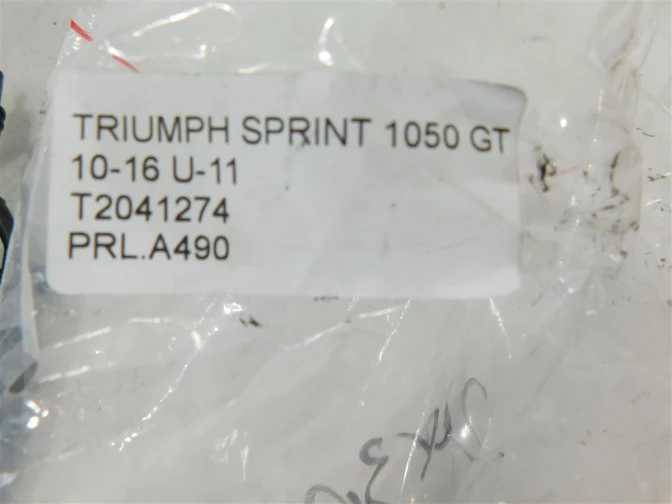 TRIUMPH SPRINT 1050 GT
10-16 U-11
T2041274
PRL.A490